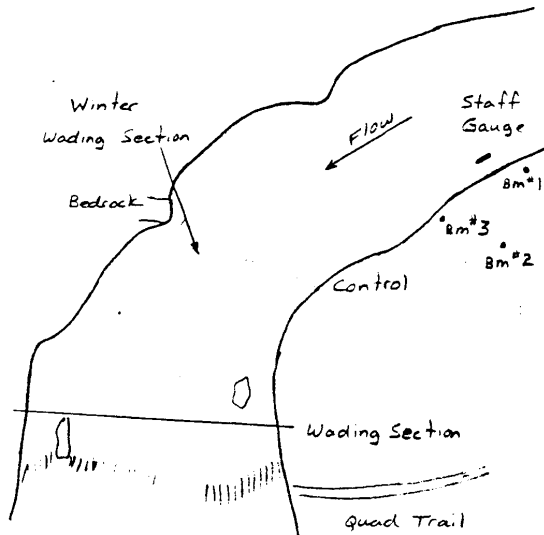 Winter
Wading Section
Staff
Gauge
Flow
Bedrock
Bm#1
Bm#3
Bm#2
Control
Wading Section
Quad Trail